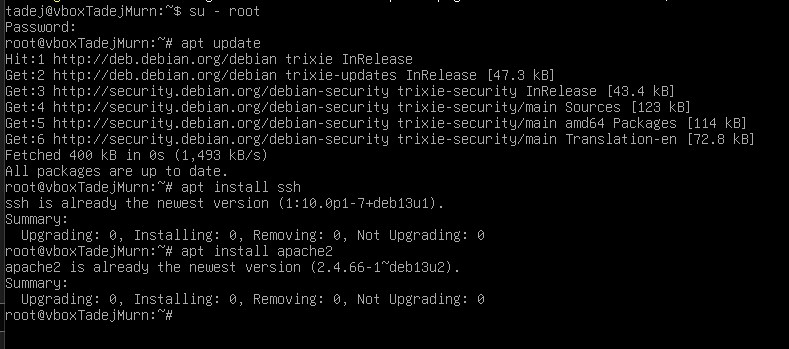 tadej@vboxTadejMurn:~$ su - root
Password:
root@vboxTadejMurn:~# apt update
Hit:1 http://deb.debian.org/debian trixie InRelease
Get:2 http://deb.debian.org/debian trixie-updates InRelease [47.3 kB]
Get:3 http://security.debian.org/debian-security trixie-security InRelease [43.4 kB]
Get:4 http://security.debian.org/debian-security trixie-security/main Sources [123 kB]
Get:5 http://security.debian.org/debian-security trixie-security/main amd64 Packages [114 kB]
Get:6 http://security.debian.org/debian-security trixie-security/main Translation-en [72.8 kB]
Fetched 400 kB in 0s (1,493 kB/s)
All packages are up to date.
root@vboxTadejMurn:~# apt install ssh
ssh is already the newest version (1:10.0p1-7+deb13u1).
Summary:
  Upgrading: 0, Installing: 0, Removing: 0, Not Upgrading: 0
root@vboxTadejMurn:~# apt install apache2
apache2 is already the newest version (2.4.66-1~deb13u2).
Summary:
  Upgrading: 0, Installing: 0, Removing: 0, Not Upgrading: 0
root@vboxTadejMurn:~#